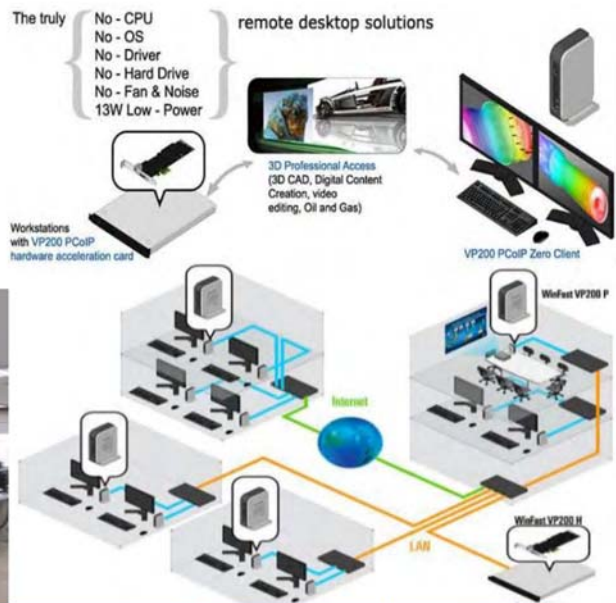 The truly
No - CPU
No - OS
No - Driver
No - Hard Drive
No - Fan & Noise
13W Low - Power
remote desktop solutions
3D Professional Access
(3D CAD, Digital Content
Creation, video
editing, Oil and Gas)
Workstations
with VP200 PCoIP
hardware acceleration card
VP200 PCoIP Zero Client
WinFast VP200 P
Internet
LAN
WinFast VP200 H